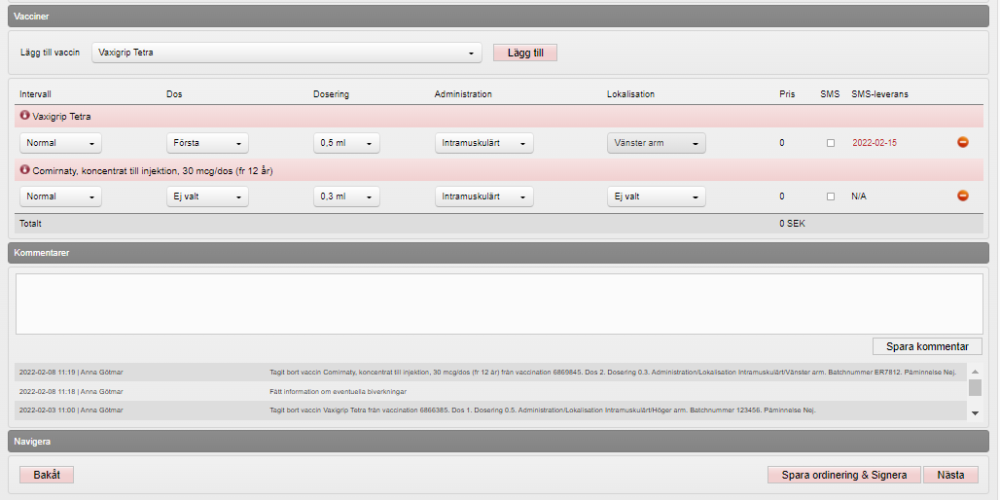 Vacciner
Lägg till vaccin Vaxigrip Tetra Lägg till
Intervall Dos Dosering Administration Lokalisation Pris SMS SMS-leverans
Vaxigrip Tetra
Normal Första 0,5 ml Intramuskulärt Vänster arm 0 2022-02-15
Comirnaty, koncentrat till injektion, 30 mcg/dos (fr 12 år)
Normal Ej valt 0,3 ml Intramuskulärt Ej valt 0 N/A
Totalt 0 SEK
Kommentarer
Spara kommentar
2022-02-08 11:19 | Anna Götmar Tagit bort vaccin Comirnaty, koncentrat till injektion, 30 mcg/dos (fr 12 år) från vaccination 6869845. Dos 2. Dosering 0.3. Administration/Lokalisation Intramuskulärt/Vänster arm. Batchnummer ER7812. Påminnelse Nej.
2022-02-08 11:18 | Anna Götmar Fått information om eventuella biverkningar
2022-02-03 11:00 | Anna Götmar Tagit bort vaccin Vaxigrip Tetra från vaccination 6866385. Dos 1. Dosering 0.5. Administration/Lokalisation Intramuskulärt/Höger arm. Batchnummer 123456. Påminnelse Nej.
Navigera
Bakåt Spara ordinering & Signera Nästa